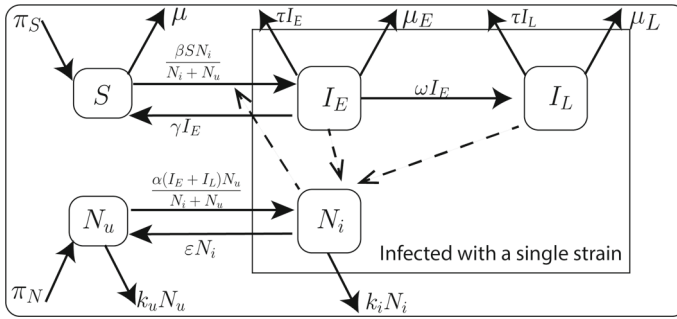 π_S
μ
τI_E
μ_E
τI_L
μ_L
βSN_i / (N_i + N_u)
S
I_E
ωI_E
I_L
γI_E
α(I_E + I_L)N_u / (N_i + N_u)
N_u
N_i
εN_i
Infected with a single strain
π_N
k_uN_u
k_iN_i